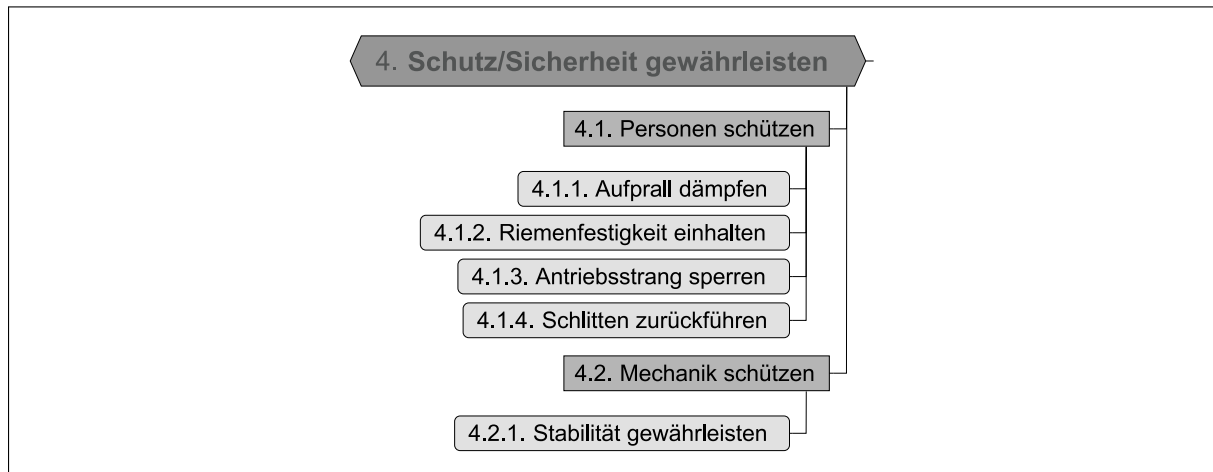 4. Schutz/Sicherheit gewährleisten
4.1. Personen schützen
4.1.1. Aufprall dämpfen
4.1.2. Riemenfestigkeit einhalten
4.1.3. Antriebsstrang sperren
4.1.4. Schlitten zurückführen
4.2. Mechanik schützen
4.2.1. Stabilität gewährleisten